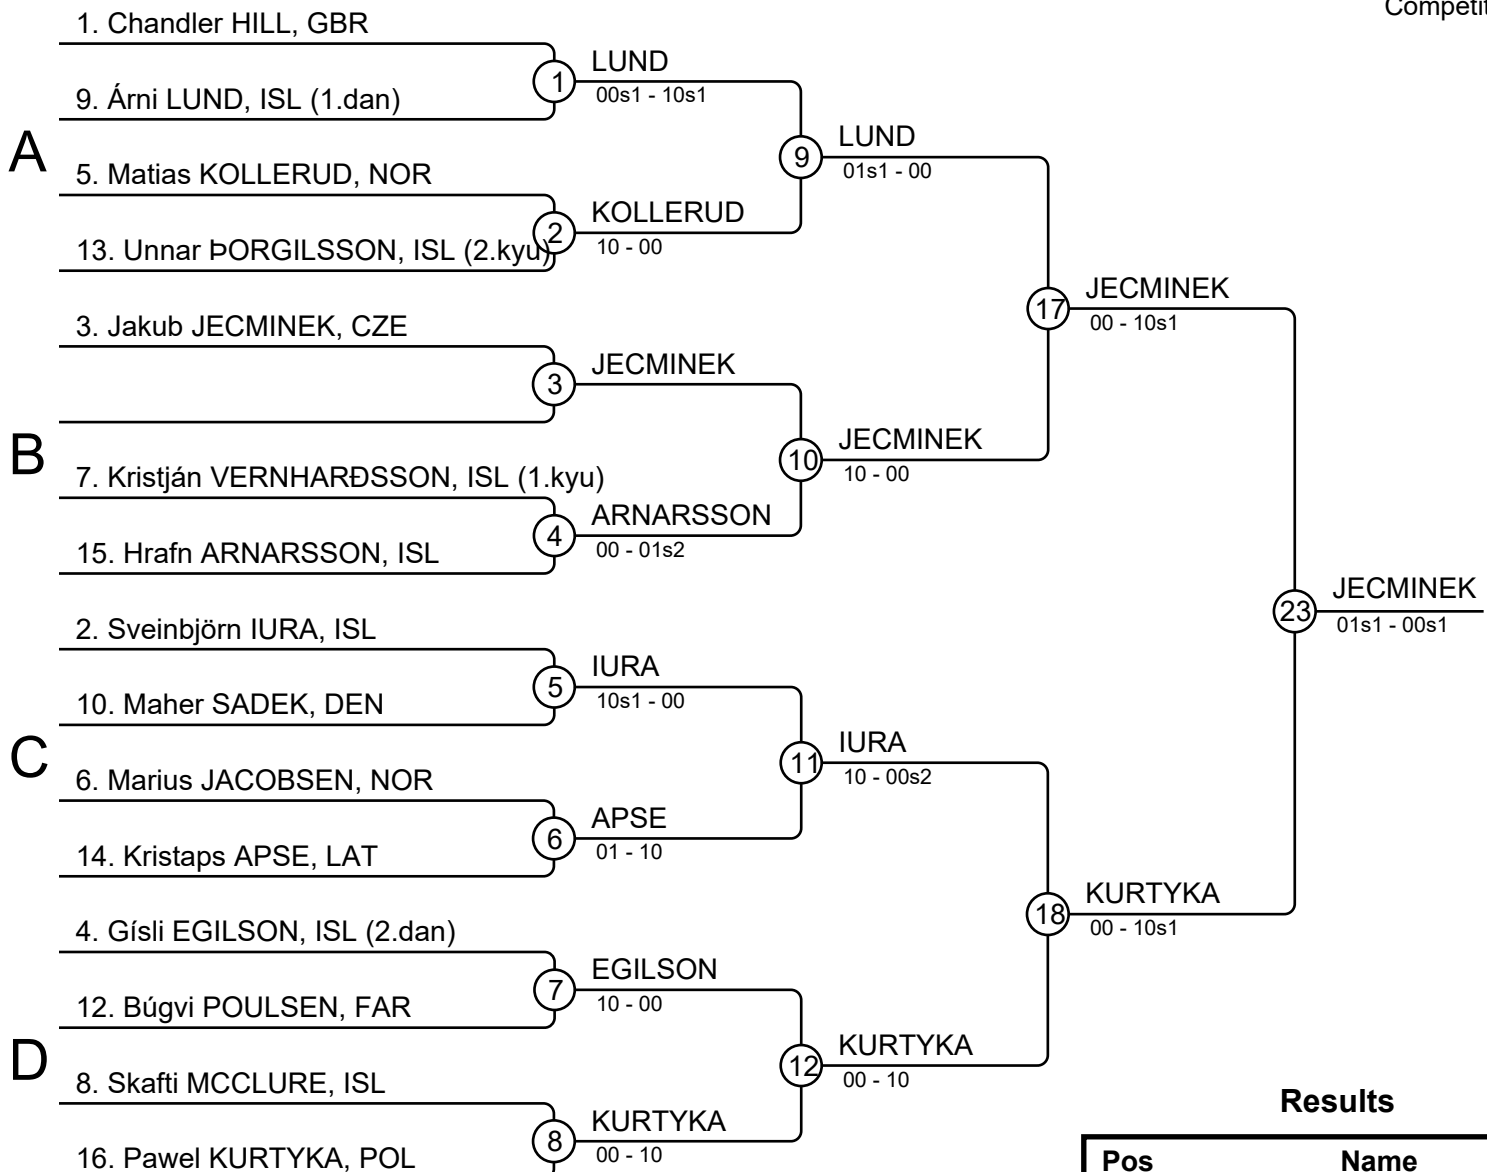 Competit
1. Chandler HILL, GBR
9. Árni LUND, ISL (1.dan)
1
LUND
00s1 - 10s1
A
5. Matias KOLLERUD, NOR
13. Unnar ÞORGILSSON, ISL (2.kyu)
2
KOLLERUD
10 - 00
9
LUND
01s1 - 00
3. Jakub JECMINEK, CZE
3
JECMINEK
B
7. Kristján VERNHARÐSSON, ISL (1.kyu)
15. Hrafn ARNARSSON, ISL
4
ARNARSSON
00 - 01s2
10
JECMINEK
10 - 00
17
JECMINEK
00 - 10s1
2. Sveinbjörn IURA, ISL
10. Maher SADEK, DEN
5
IURA
10s1 - 00
C
6. Marius JACOBSEN, NOR
14. Kristaps APSE, LAT
6
APSE
01 - 10
11
IURA
10 - 00s2
4. Gísli EGILSON, ISL (2.dan)
12. Búgvi POULSEN, FAR
7
EGILSON
10 - 00
D
8. Skafti MCCLURE, ISL
16. Pawel KURTYKA, POL
8
KURTYKA
00 - 10
12
KURTYKA
00 - 10
18
KURTYKA
00 - 10s1
23
JECMINEK
01s1 - 00s1
Results
Pos Name